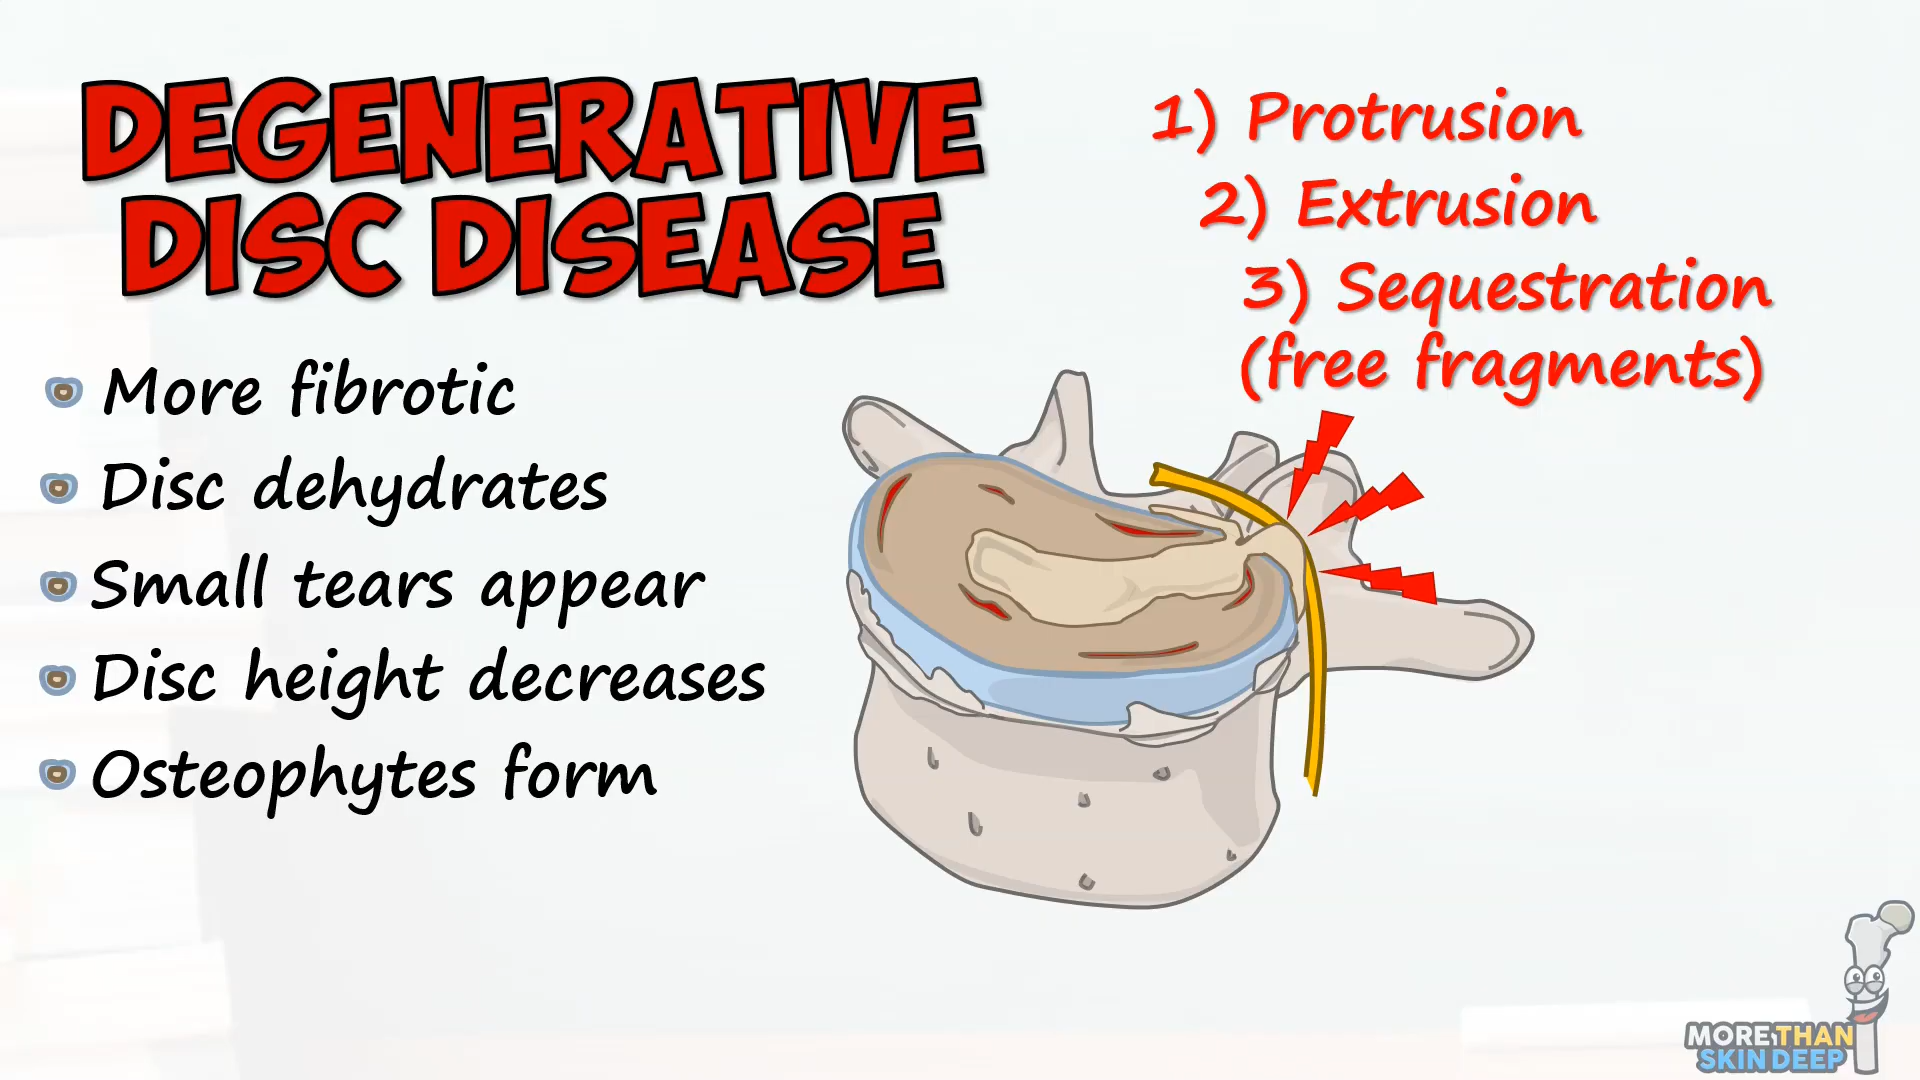 DEGENERATIVE
DISC DISEASE
More fibrotic
Disc dehydrates
Small tears appear
Disc height decreases
Osteophytes form
1) Protrusion
2) Extrusion
3) Sequestration
(free fragments)
MORE THAN
SKIN DEEP